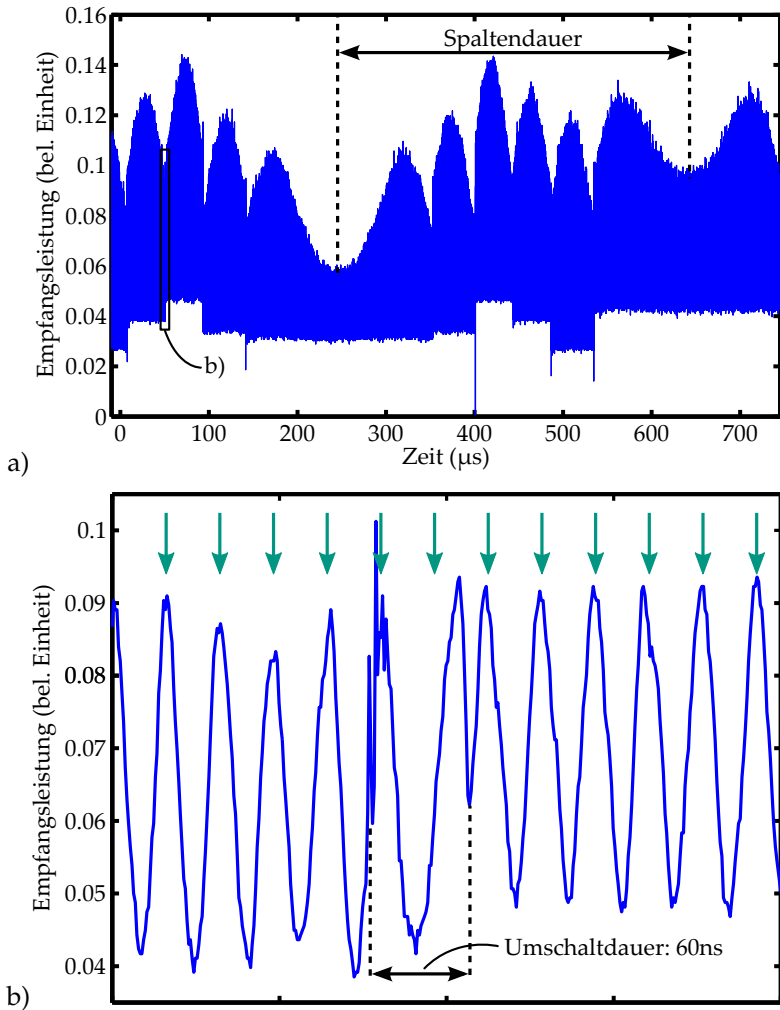 0.16
Spaltendauer
0.14
0.12
0.1
0.08
0.06
0.04
0.02
0
Empfangsleistung (bel. Einheit)
b)
0 100 200 300 400 500 600 700
Zeit (µs)
a)
0.1
0.09
0.08
0.07
0.06
0.05
0.04
Empfangsleistung (bel. Einheit)
Umschaltdauer: 60ns
b)